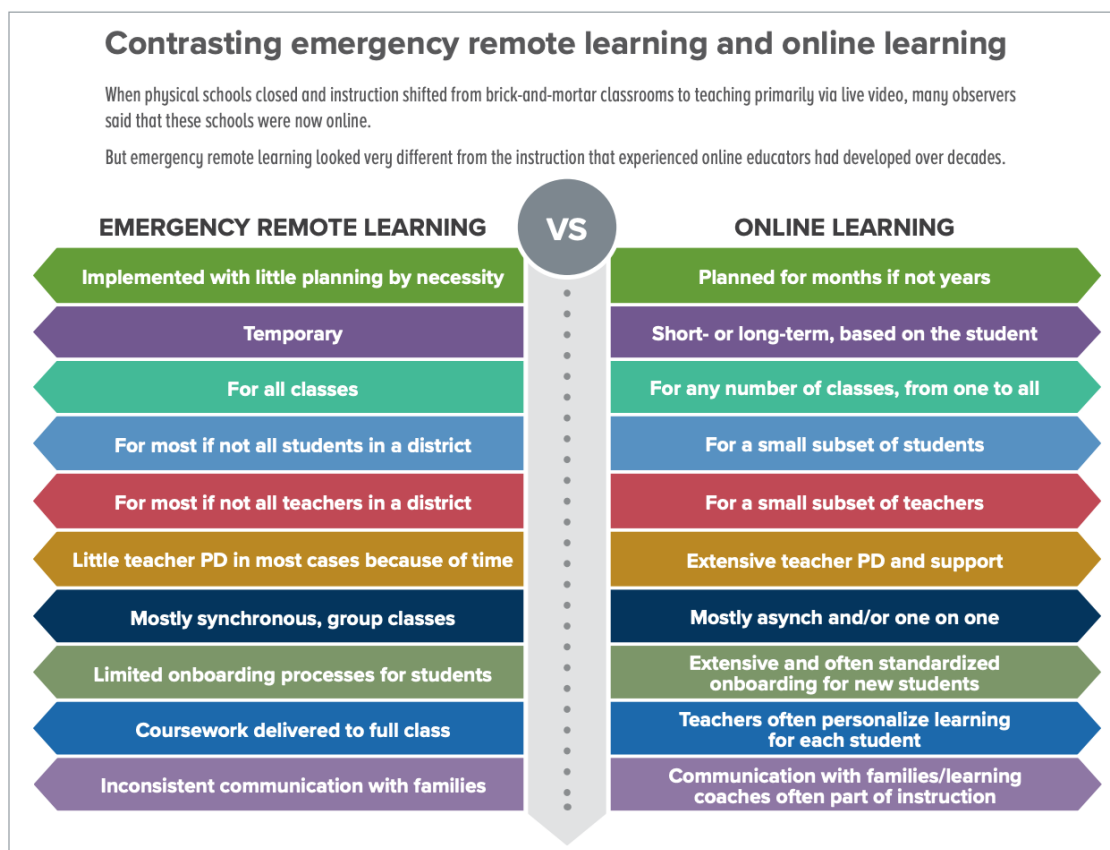 Contrasting emergency remote learning and online learning
When physical schools closed and instruction shifted from brick-and-mortar classrooms to teaching primarily via live video, many observers
said that these schools were now online.
But emergency remote learning looked very different from the instruction that experienced online educators had developed over decades.
EMERGENCY REMOTE LEARNING
VS
ONLINE LEARNING
Implemented with little planning by necessity
Planned for months if not years
Temporary
Short- or long-term, based on the student
For all classes
For any number of classes, from one to all
For most if not all students in a district
For a small subset of students
For most if not all teachers in a district
For a small subset of teachers
Little teacher PD in most cases because of time
Extensive teacher PD and support
Mostly synchronous, group classes
Mostly asynch and/or one on one
Limited onboarding processes for students
Extensive and often standardized
onboarding for new students
Coursework delivered to full class
Teachers often personalize learning
for each student
Inconsistent communication with families
Communication with families/learning
coaches often part of instruction